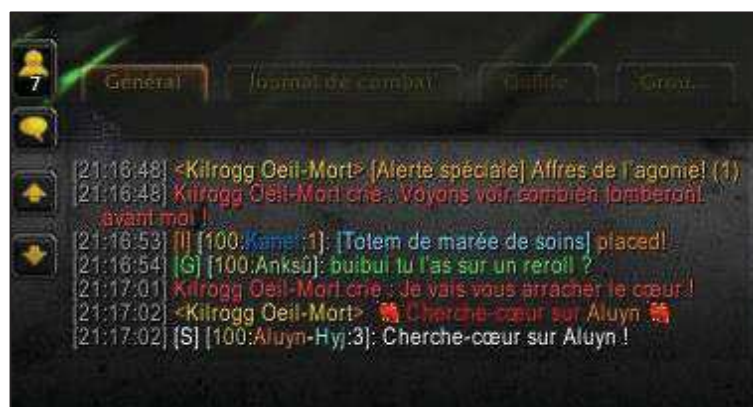 7
Général
Journal de combat
Guilde
Grou...
[21:16:48] <Kilrogg Oeil-Mort> [Alerte spéciale] Affres de l'agonie! (1)
[21:16:48] Kilrogg Oeil-Mort crie : Voyons voir combien tomberont
avant moi !
[21:16:53] [I] [100:Kanef:1]: [Totem de marée de soins] placed!
[21:16:54] [G] [100:Anksû]: buibui tu l'as sur un reroll ?
[21:17:01] Kilrogg Oeil-Mort crie : Je vais vous arracher le cœur !
[21:17:02] <Kilrogg Oeil-Mort> Cherche-cœur sur Aluyn
[21:17:02] [S] [100:Aluyn-Hyj:3]: Cherche-cœur sur Aluyn !